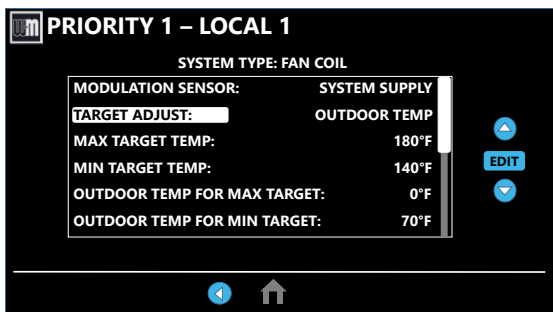 wm PRIORITY 1 – LOCAL 1
SYSTEM TYPE: FAN COIL
MODULATION SENSOR: SYSTEM SUPPLY
TARGET ADJUST: OUTDOOR TEMP
MAX TARGET TEMP: 180°F
MIN TARGET TEMP: 140°F
OUTDOOR TEMP FOR MAX TARGET: 0°F
OUTDOOR TEMP FOR MIN TARGET: 70°F
EDIT